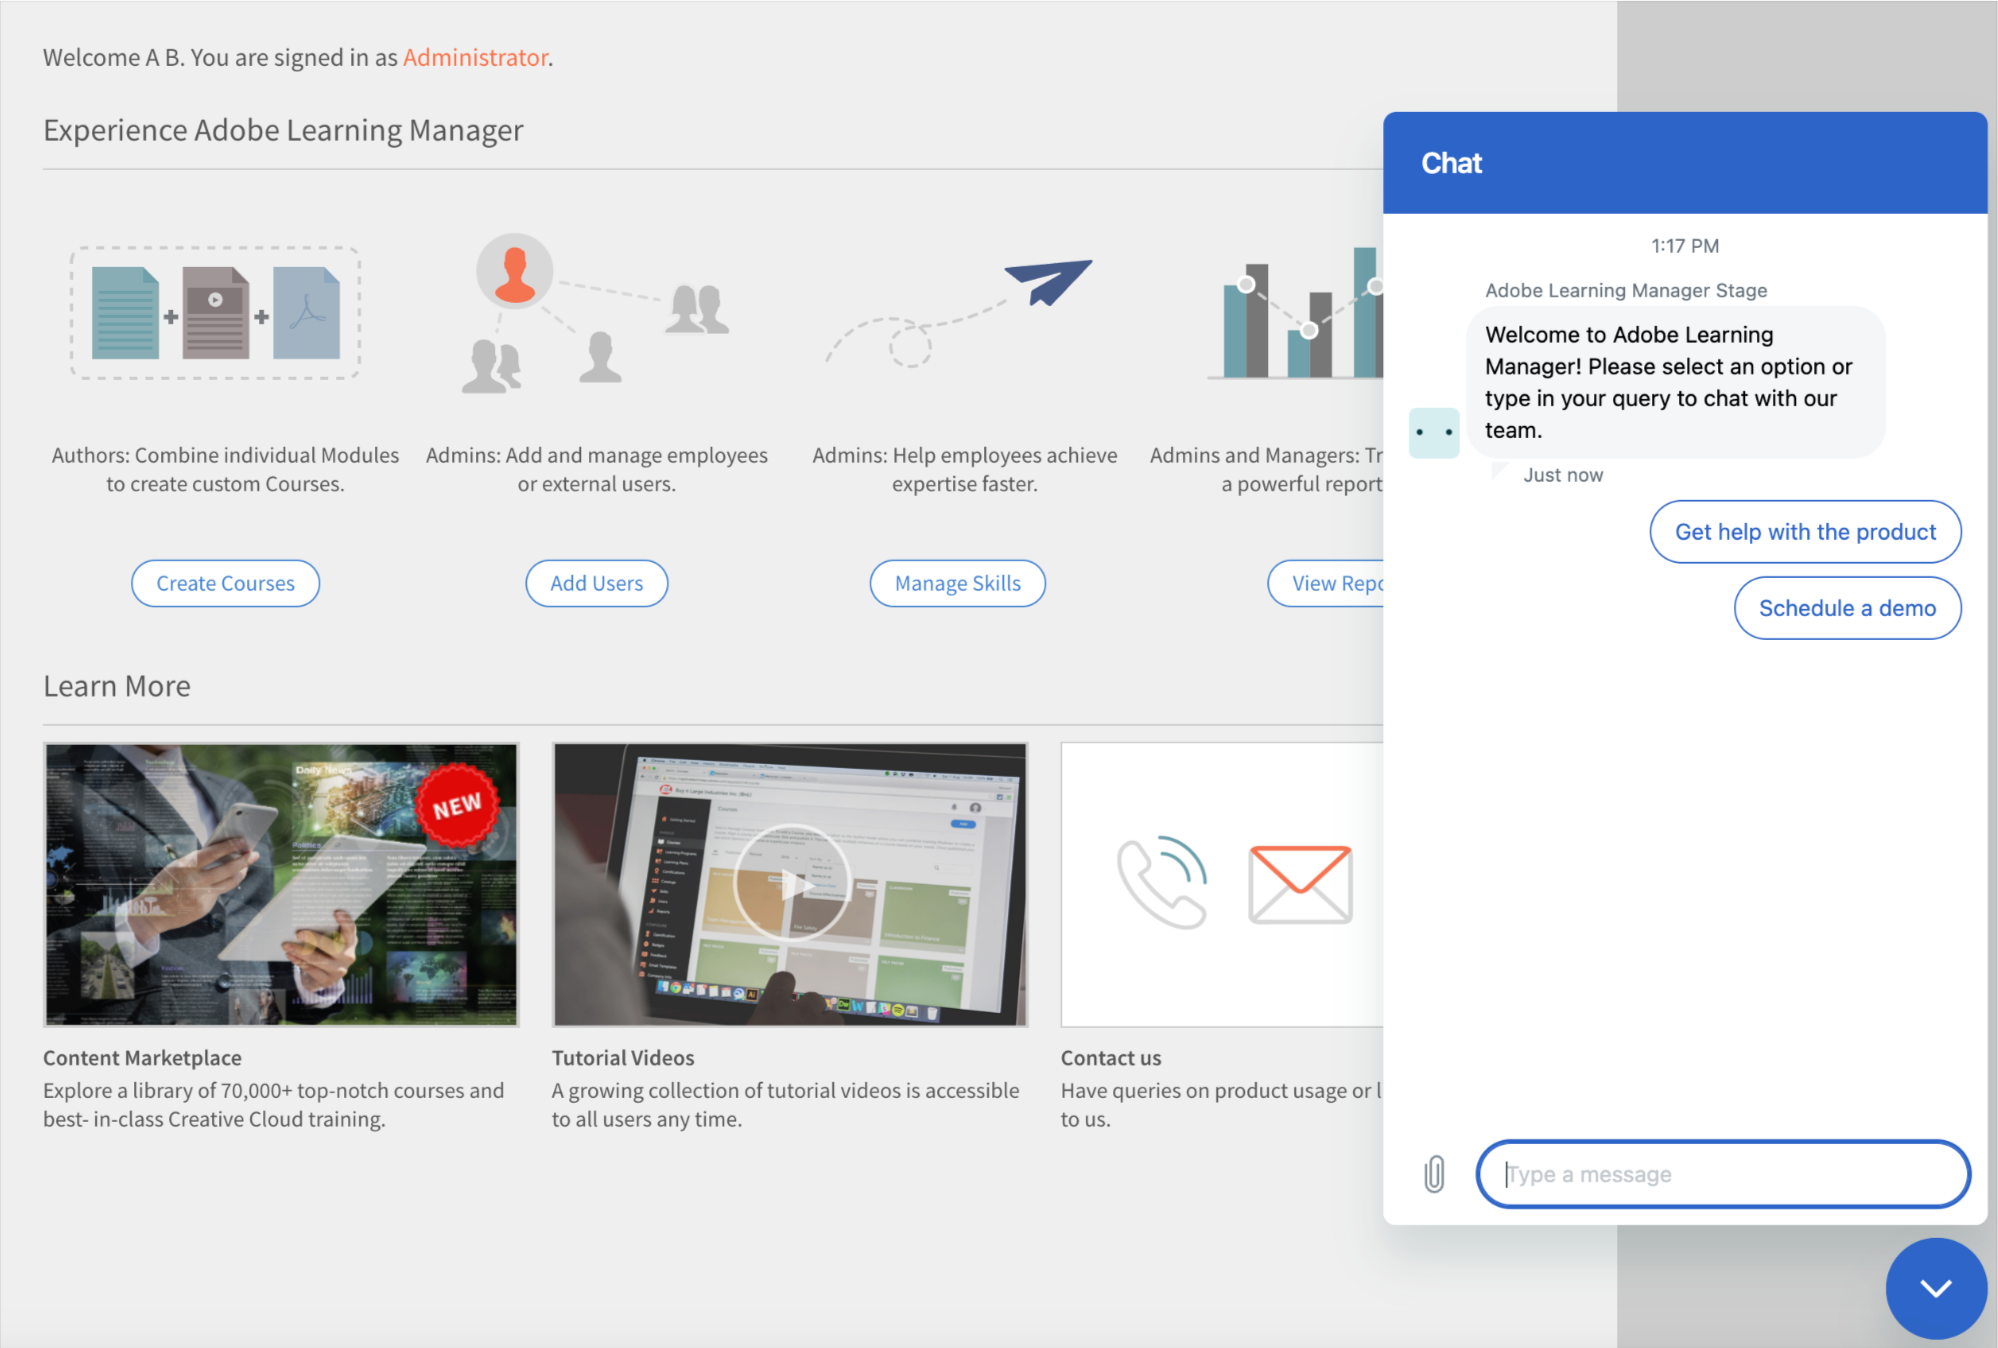 Welcome A B. You are signed in as Administrator.
Experience Adobe Learning Manager
Authors: Combine individual Modules
to create custom Courses.
Create Courses
Admins: Add and manage employees
or external users.
Add Users
Admins: Help employees achieve
expertise faster.
Manage Skills
Admins and Managers: Tr
a powerful report
View Repo
Learn More
Daily News
Politics
NEW
Content Marketplace
Explore a library of 70,000+ top-notch courses and
best- in-class Creative Cloud training.
Courses
Tutorial Videos
A growing collection of tutorial videos is accessible
to all users any time.
Contact us
Have queries on product usage or l
to us.
Chat
1:17 PM
Adobe Learning Manager Stage
Welcome to Adobe Learning
Manager! Please select an option or
type in your query to chat with our
team.
Just now
Get help with the product
Schedule a demo
Type a message